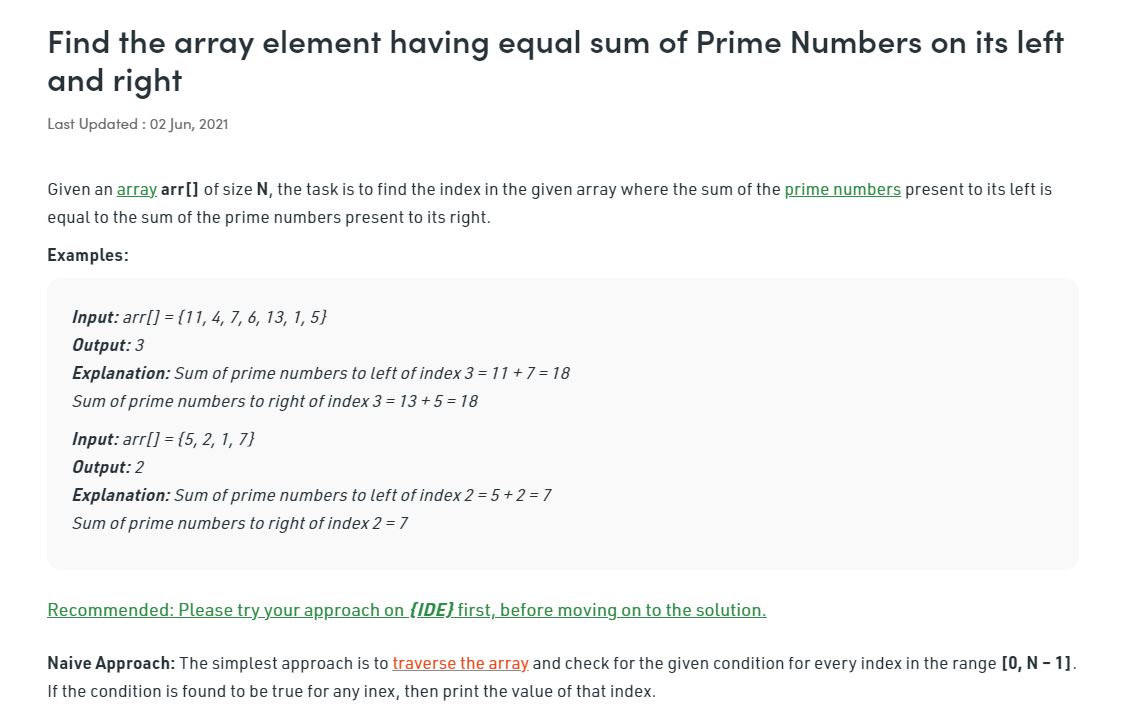 Find the array element having equal sum of Prime Numbers on its left
and right
Last Updated : 02 Jun, 2021
Given an array arr[] of size N, the task is to find the index in the given array where the sum of the prime numbers present to its left is
equal to the sum of the prime numbers present to its right.
Examples:
Input: arr[] = {11, 4, 7, 6, 13, 1, 5}
Output: 3
Explanation: Sum of prime numbers to left of index 3 = 11 + 7 = 18
Sum of prime numbers to right of index 3 = 13 + 5 = 18
Input: arr[] = {5, 2, 1, 7}
Output: 2
Explanation: Sum of prime numbers to left of index 2 = 5 + 2 = 7
Sum of prime numbers to right of index 2 = 7
Recommended: Please try your approach on {IDE} first, before moving on to the solution.
Naive Approach: The simplest approach is to traverse the array and check for the given condition for every index in the range [0, N – 1].
If the condition is found to be true for any inex, then print the value of that index.